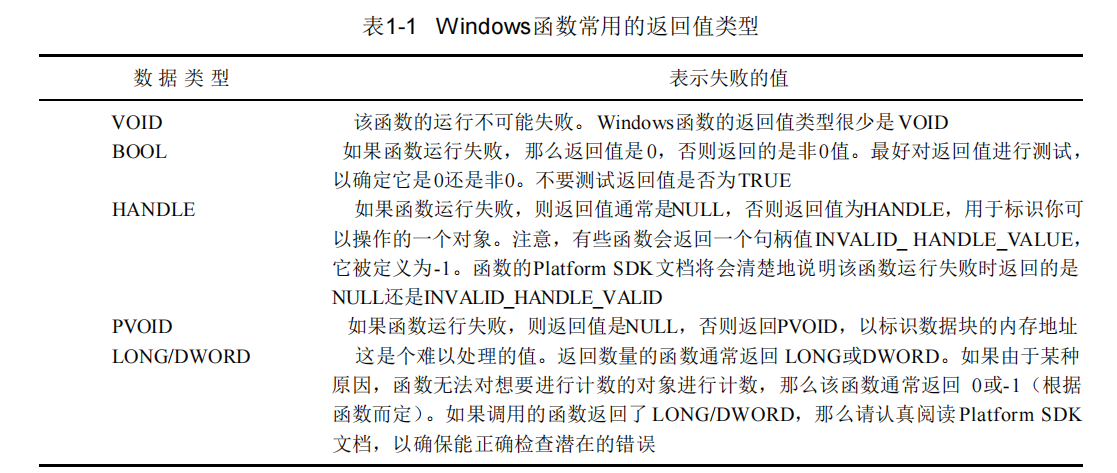 表1-1 Windows函数常用的返回值类型
数 据 类 型 表示失败的值
VOID 该函数的运行不可能失败。Windows函数的返回值类型很少是VOID
BOOL 如果函数运行失败，那么返回值是0，否则返回的是非0值。最好对返回值进行测试，
以确定它是0还是非0。不要测试返回值是否为TRUE
HANDLE 如果函数运行失败，则返回值通常是NULL，否则返回值为HANDLE，用于标识你可
以操作的一个对象。注意，有些函数会返回一个句柄值INVALID_ HANDLE_VALUE，
它被定义为-1。函数的Platform SDK文档将会清楚地说明该函数运行失败时返回的是
NULL还是INVALID_HANDLE_VALID
PVOID 如果函数运行失败，则返回值是NULL，否则返回PVOID，以标识数据块的内存地址
LONG/DWORD 这是个难以处理的值。返回数量的函数通常返回 LONG或DWORD。如果由于某种
原因，函数无法对想要进行计数的对象进行计数，那么该函数通常返回 0或-1（根据
函数而定）。如果调用的函数返回了LONG/DWORD，那么请认真阅读Platform SDK
文档，以确保能正确检查潜在的错误